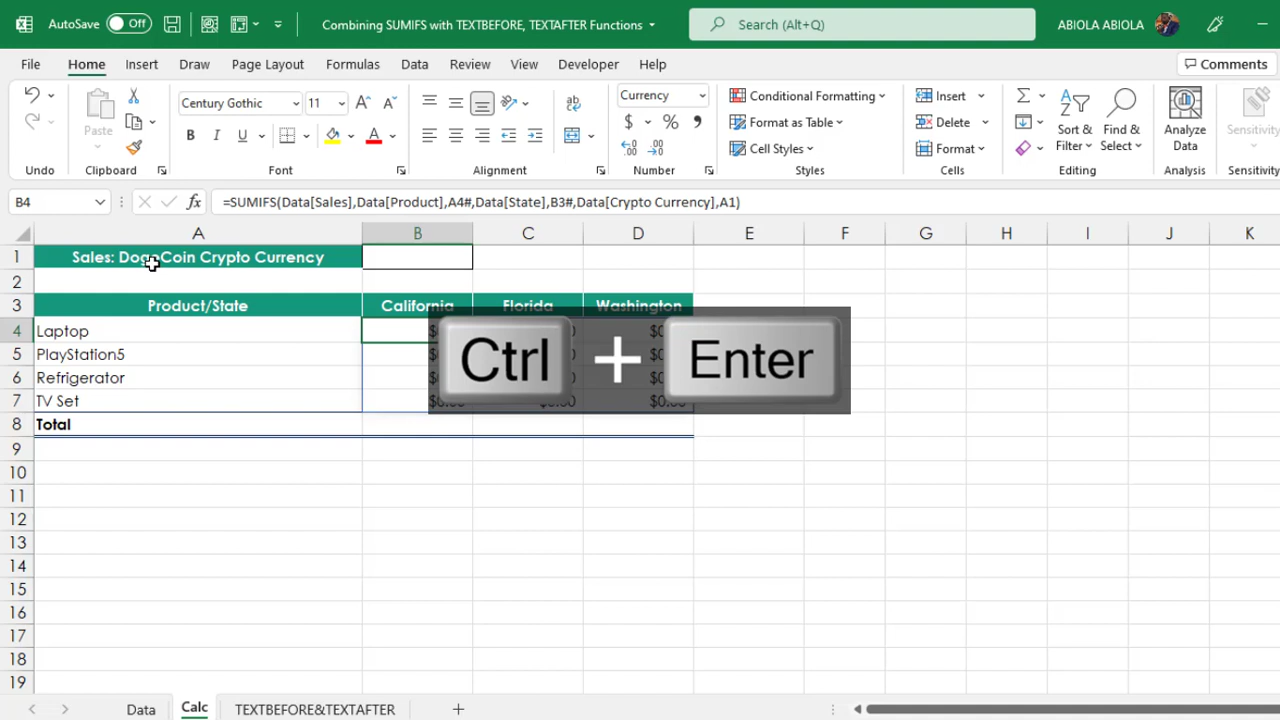 AutoSave Off
Combining SUMIFS with TEXTBEFORE, TEXTAFTER Functions
Search (Alt+Q)
ABIOLA ABIOLA
File Home Insert Draw Page Layout Formulas Data Review View Developer Help Comments
Paste
Century Gothic 11
B I U A
ab
Currency
$ % 9
Conditional Formatting
Format as Table
Cell Styles
Insert
Delete
Format
Sort & Filter
Find & Select
Analyze Data
Sensitivity
Undo Clipboard Font Alignment Number Styles Cells Editing Analysis Sensitivity
B4 fx =SUMIFS(Data[Sales],Data[Product],A4#,Data[State],B3#,Data[Crypto Currency],A1)
A B C D E F G H I J K
1 Sales: Coin Crypto Currency
2
3 Product/State California Florida Washington
4 Laptop
5 PlayStation5
6 Refrigerator
7 TV Set
8 Total
9
10
11
12
13
14
15
16
17
18
19
Ctrl + Enter
Data Calc TEXTBEFORE&TEXTAFTER +